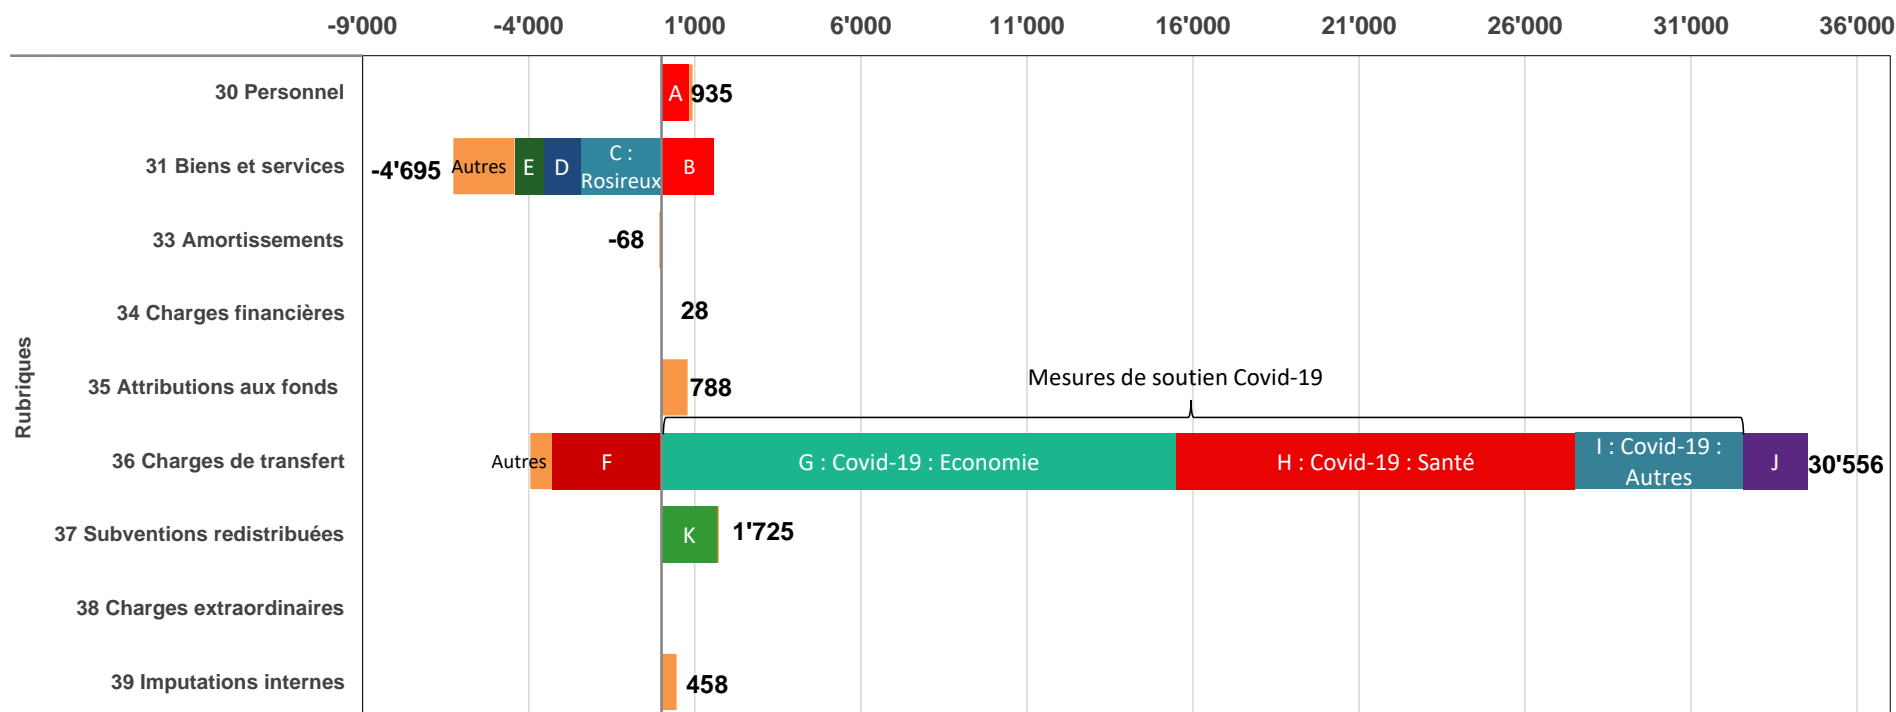 -9'000 -4'000 1'000 6'000 11'000 16'000 21'000 26'000 31'000 36'000
Rubriques
30 Personnel A 935
31 Biens et services -4'695 Autres E D C : Rosireux B
33 Amortissements -68
34 Charges financières 28
35 Attributions aux fonds 788
Mesures de soutien Covid-19
36 Charges de transfert Autres F G : Covid-19 : Economie H : Covid-19 : Santé I : Covid-19 : Autres J 30'556
37 Subventions redistribuées K 1'725
38 Charges extraordinaires
39 Imputations internes 458